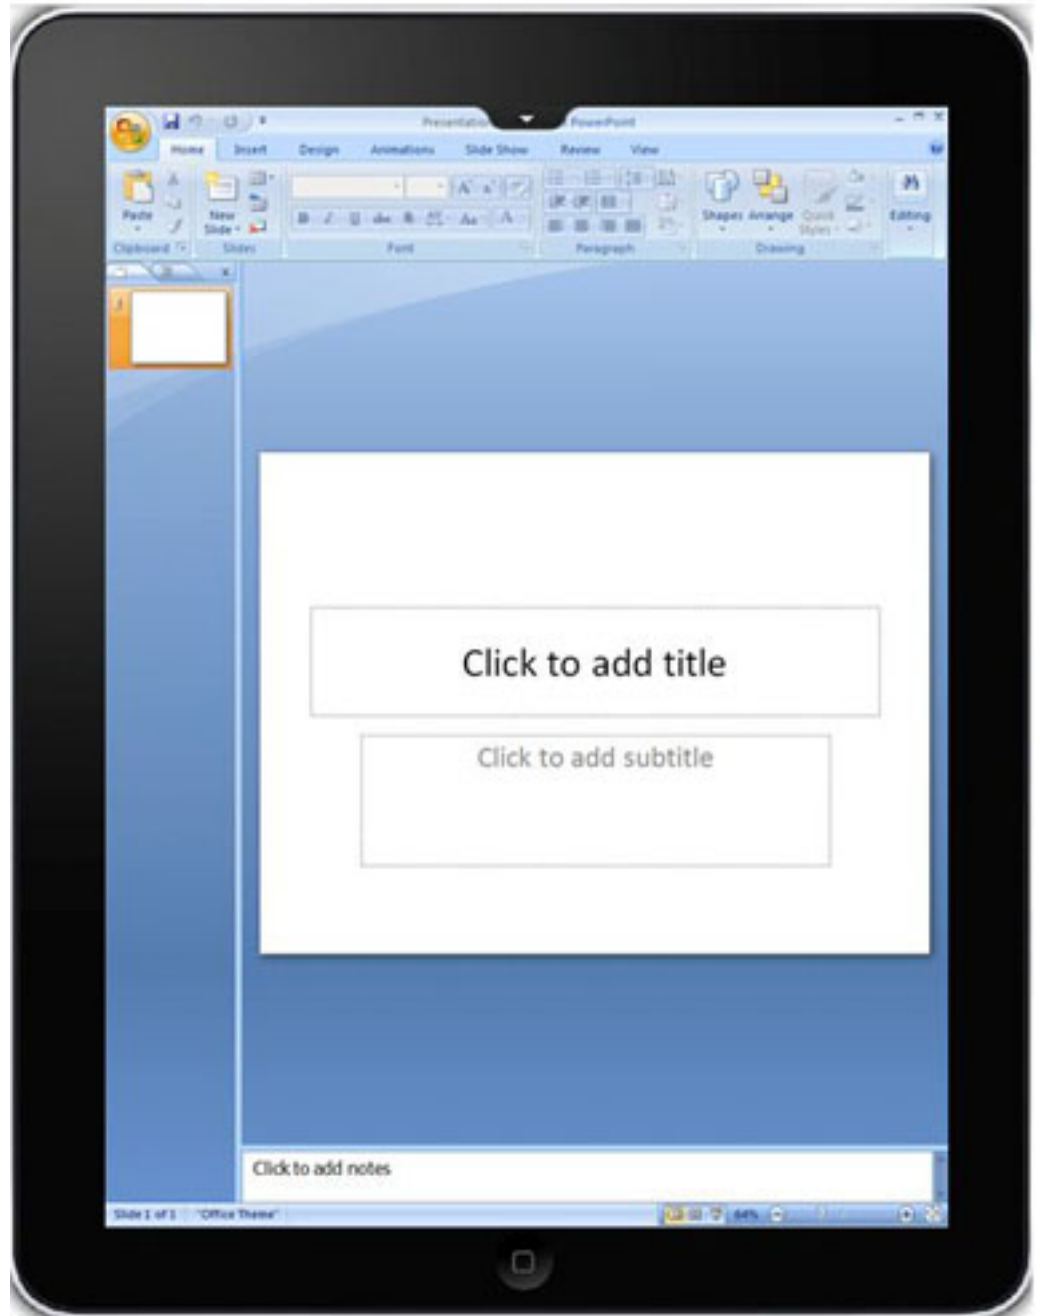 Presentation PowerPoint
Home Insert Design Animations Slide Show Review View
Paste New Slide Shapes Arrange Quick Styles Editing
Clipboard Slides Font Paragraph Drawing
1
Click to add title
Click to add subtitle
Click to add notes
Slide 1 of 1 "Office Theme" 64%